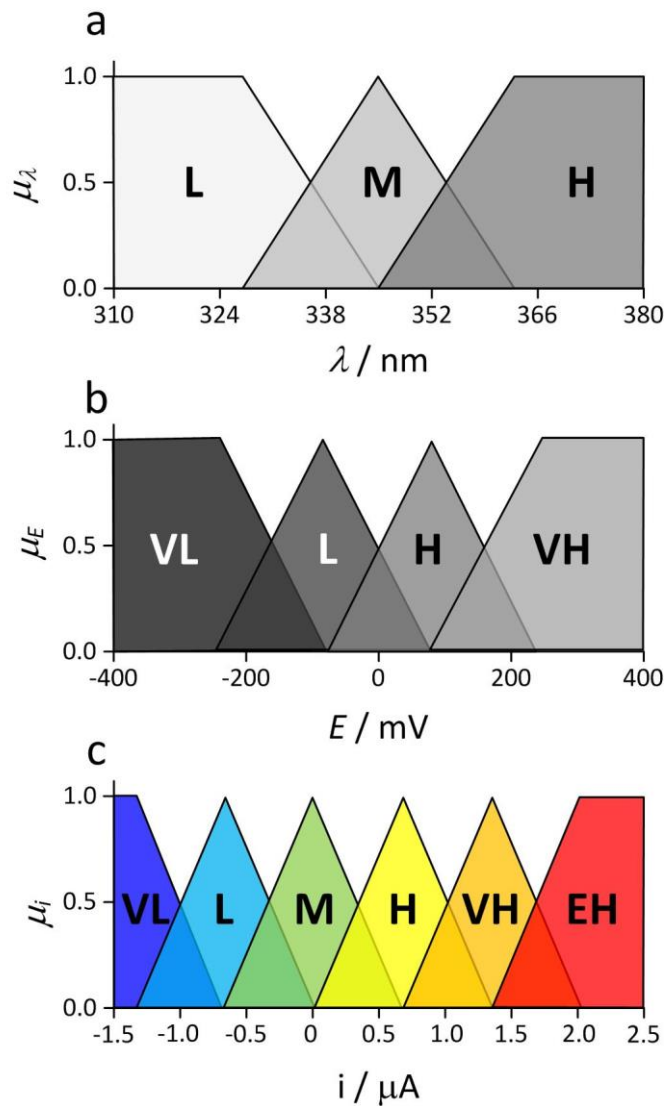 a
1.0
0.5
0.0
μλ
L M H
310 324 338 352 366 380
λ / nm
b
1.0
0.5
0.0
μE
VL L H VH
-400 -200 0 200 400
E / mV
c
1.0
0.5
0.0
μi
VL L M H VH EH
-1.5 -1.0 -0.5 0 0.5 1.0 1.5 2.0 2.5
i / μA